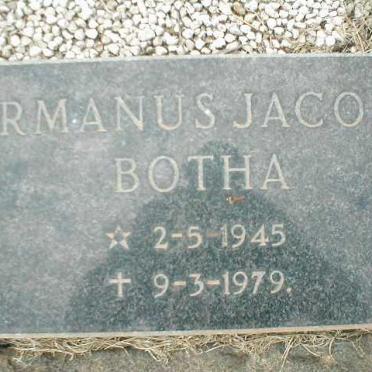 RMANUS JACO
BOTHA
☆ 2-5-1945
✝ 9-3-1979.